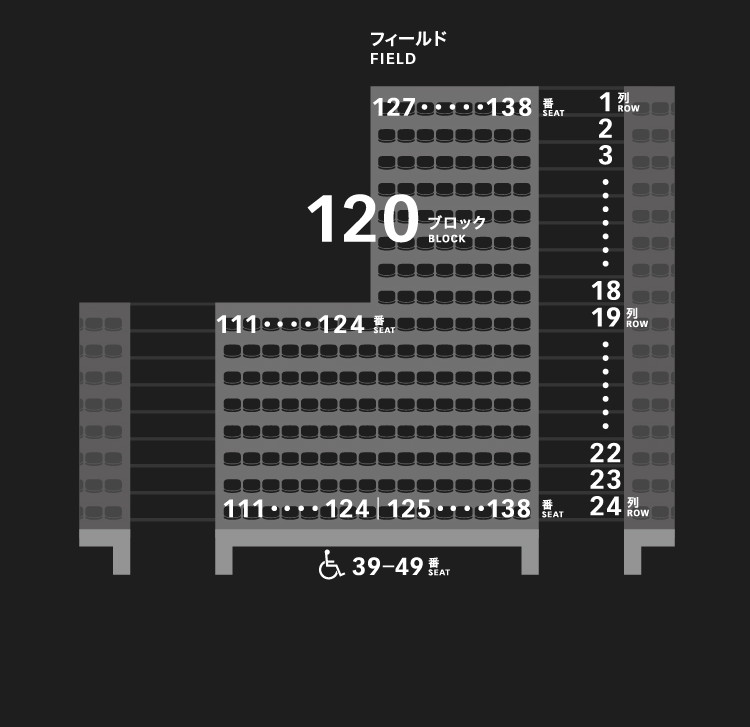 フィールド
FIELD
127・・・・・138 番 SEAT
1 列 ROW
2
3
120 ブロック BLOCK
18
19 列 ROW
111・・・・124 番 SEAT
22
23
111・・・・124 | 125・・・・138 番 SEAT
24 列 ROW
39–49 番 SEAT